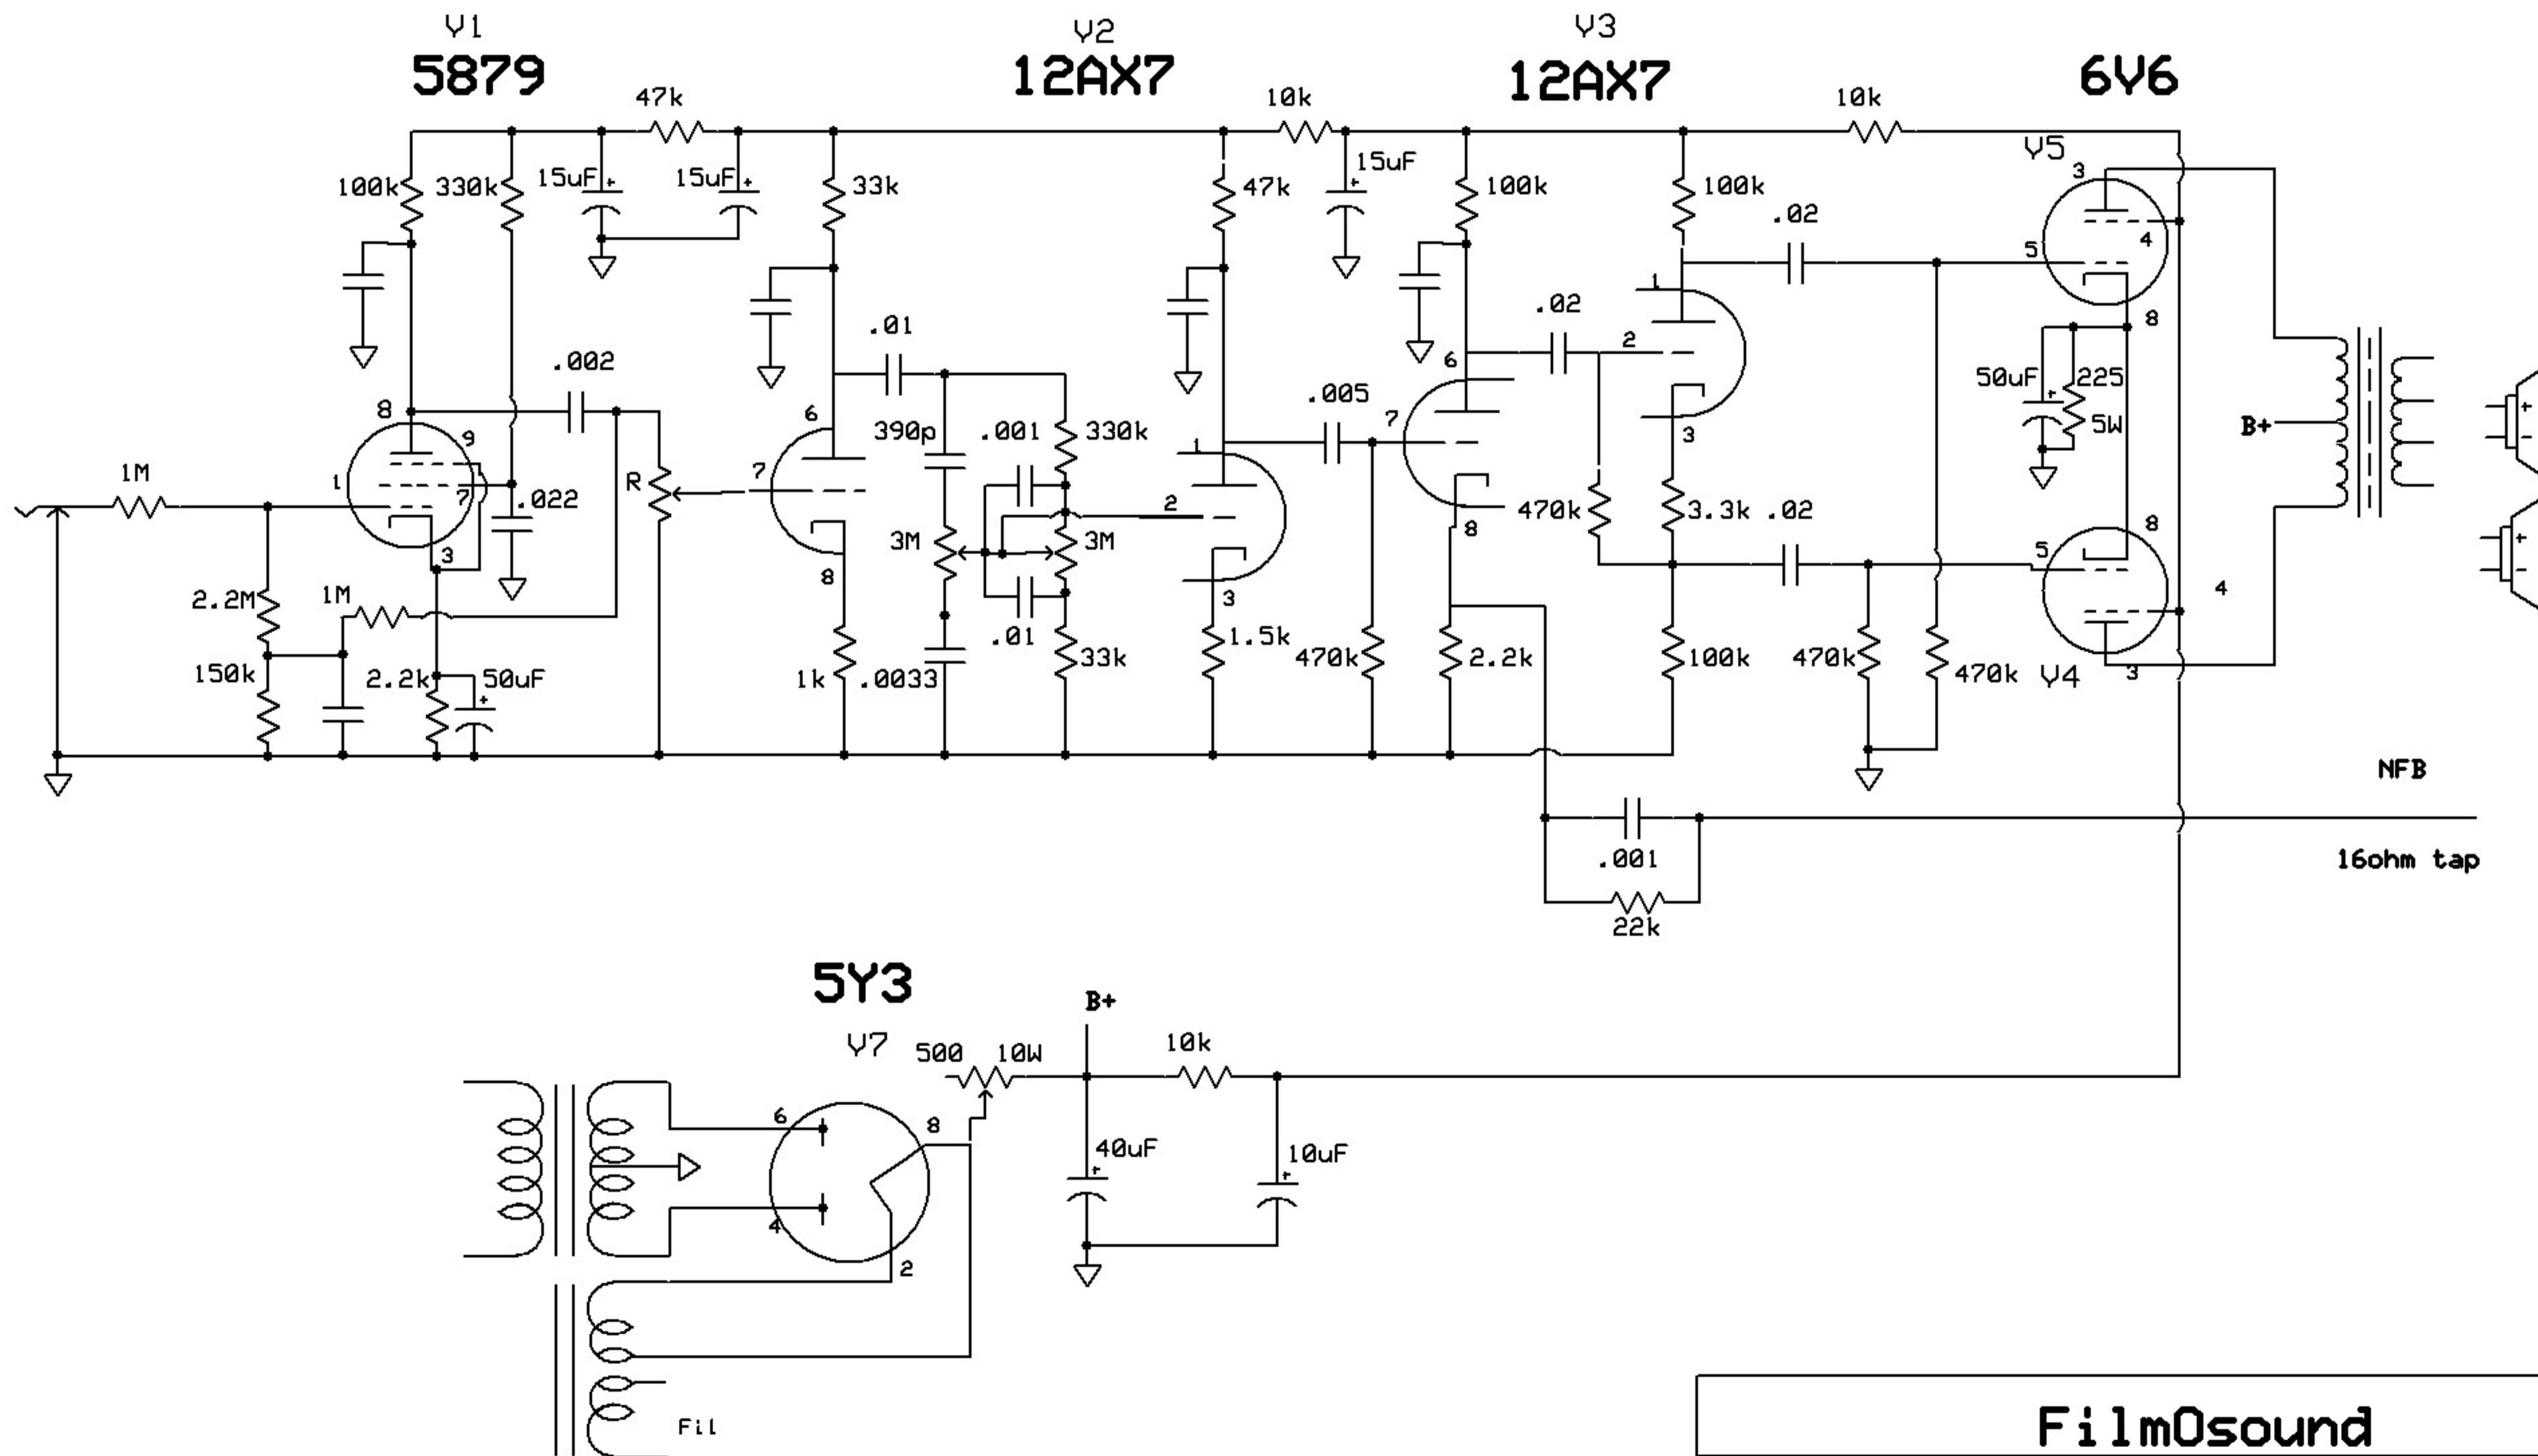 V1
V2
V3
5879
12AX7
12AX7
6V6
47k
10k
10k
V5
100k
330k
15uF
+
15uF
+
33k
47k
15uF
+
100k
100k
.02
3
4
5
8
.01
.02
1
2
3
6
7
8
.002
.005
50uF
+
225
5W
B+
+
8
9
7
1
3
6
7
8
390p
.001
330k
1
2
3
R
1M
.022
3M
3M
470k
3.3k
.02
8
5
4
3
V4
+
2.2M
1M
.01
1.5k
150k
2.2k
50uF
+
1k
.0033
33k
470k
2.2k
100k
470k
470k
NFB
.001
16ohm tap
22k
5Y3
B+
V7
500
10W
10k
6
8
4
2
40uF
+
10uF
+
Fil
FilmOsound